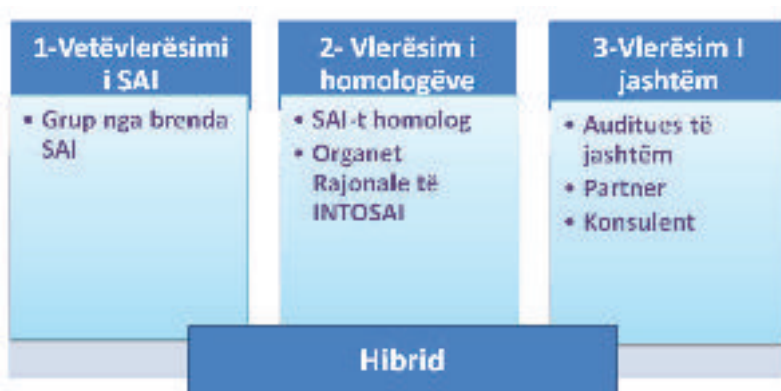 1-Vetëvlerësimi
i SAI
• Grup nga brenda
SAI
2- Vlerësim i
homologëve
• SAI-t homolog
• Organet
Rajonale të
INTOSAI
3-Vlerësim I
jashtëm
• Auditues të
jashtëm
• Partner
• Konsulent
Hibrid